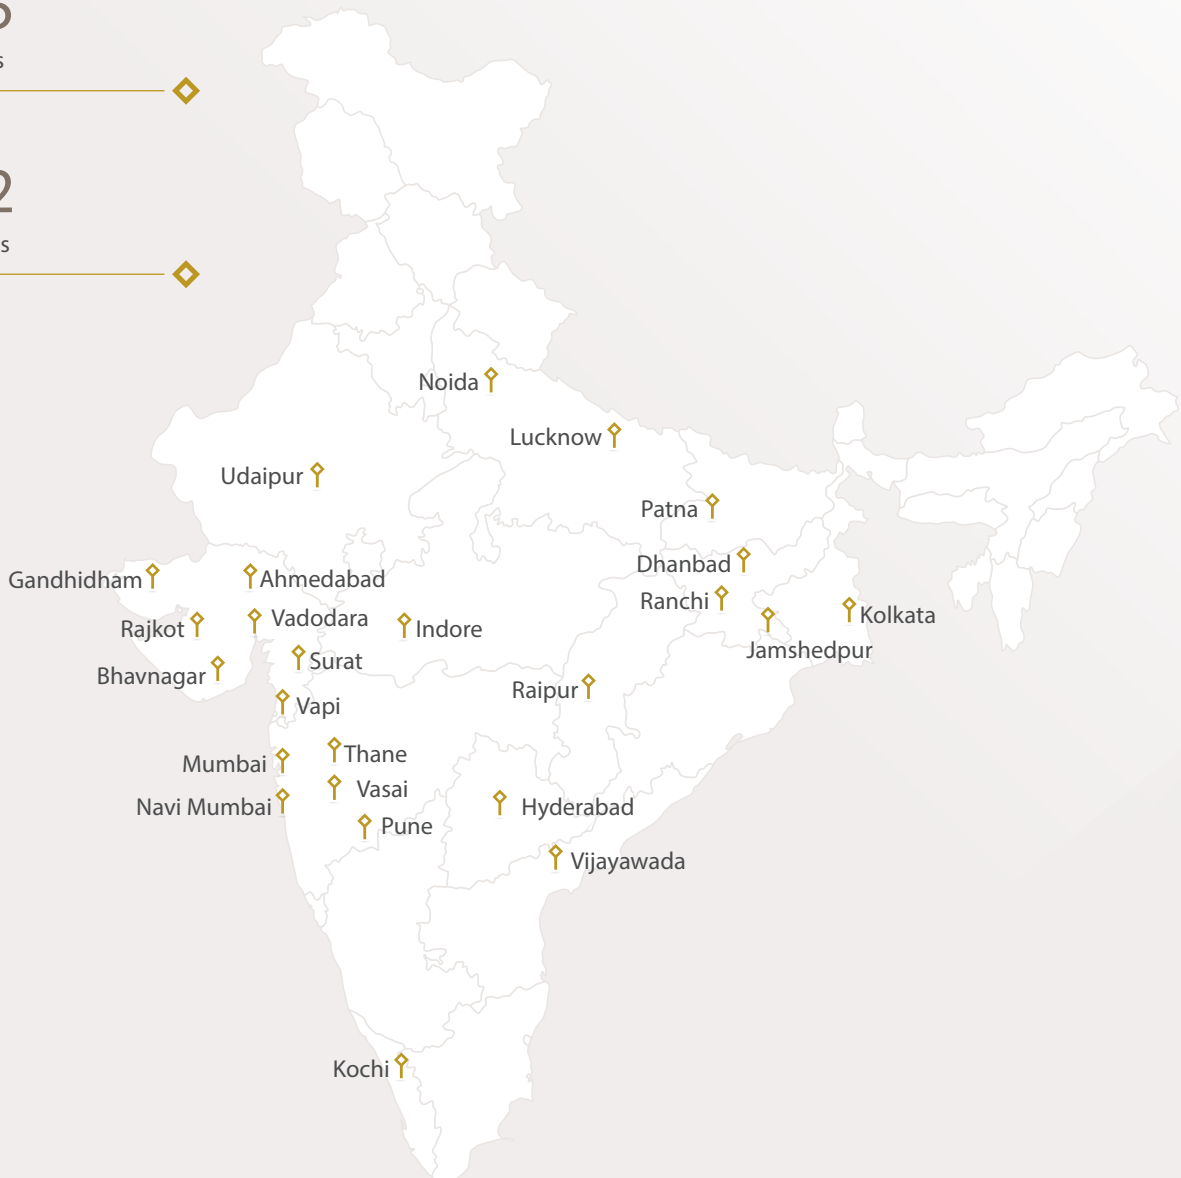 s
2
s
Noida
Lucknow
Udaipur
Patna
Dhanbad
Gandhidham
Ahmedabad
Ranchi
Kolkata
Vadodara
Rajkot
Indore
Jamshedpur
Surat
Bhavnagar
Raipur
Vapi
Thane
Mumbai
Vasai
Navi Mumbai
Hyderabad
Pune
Vijayawada
Kochi